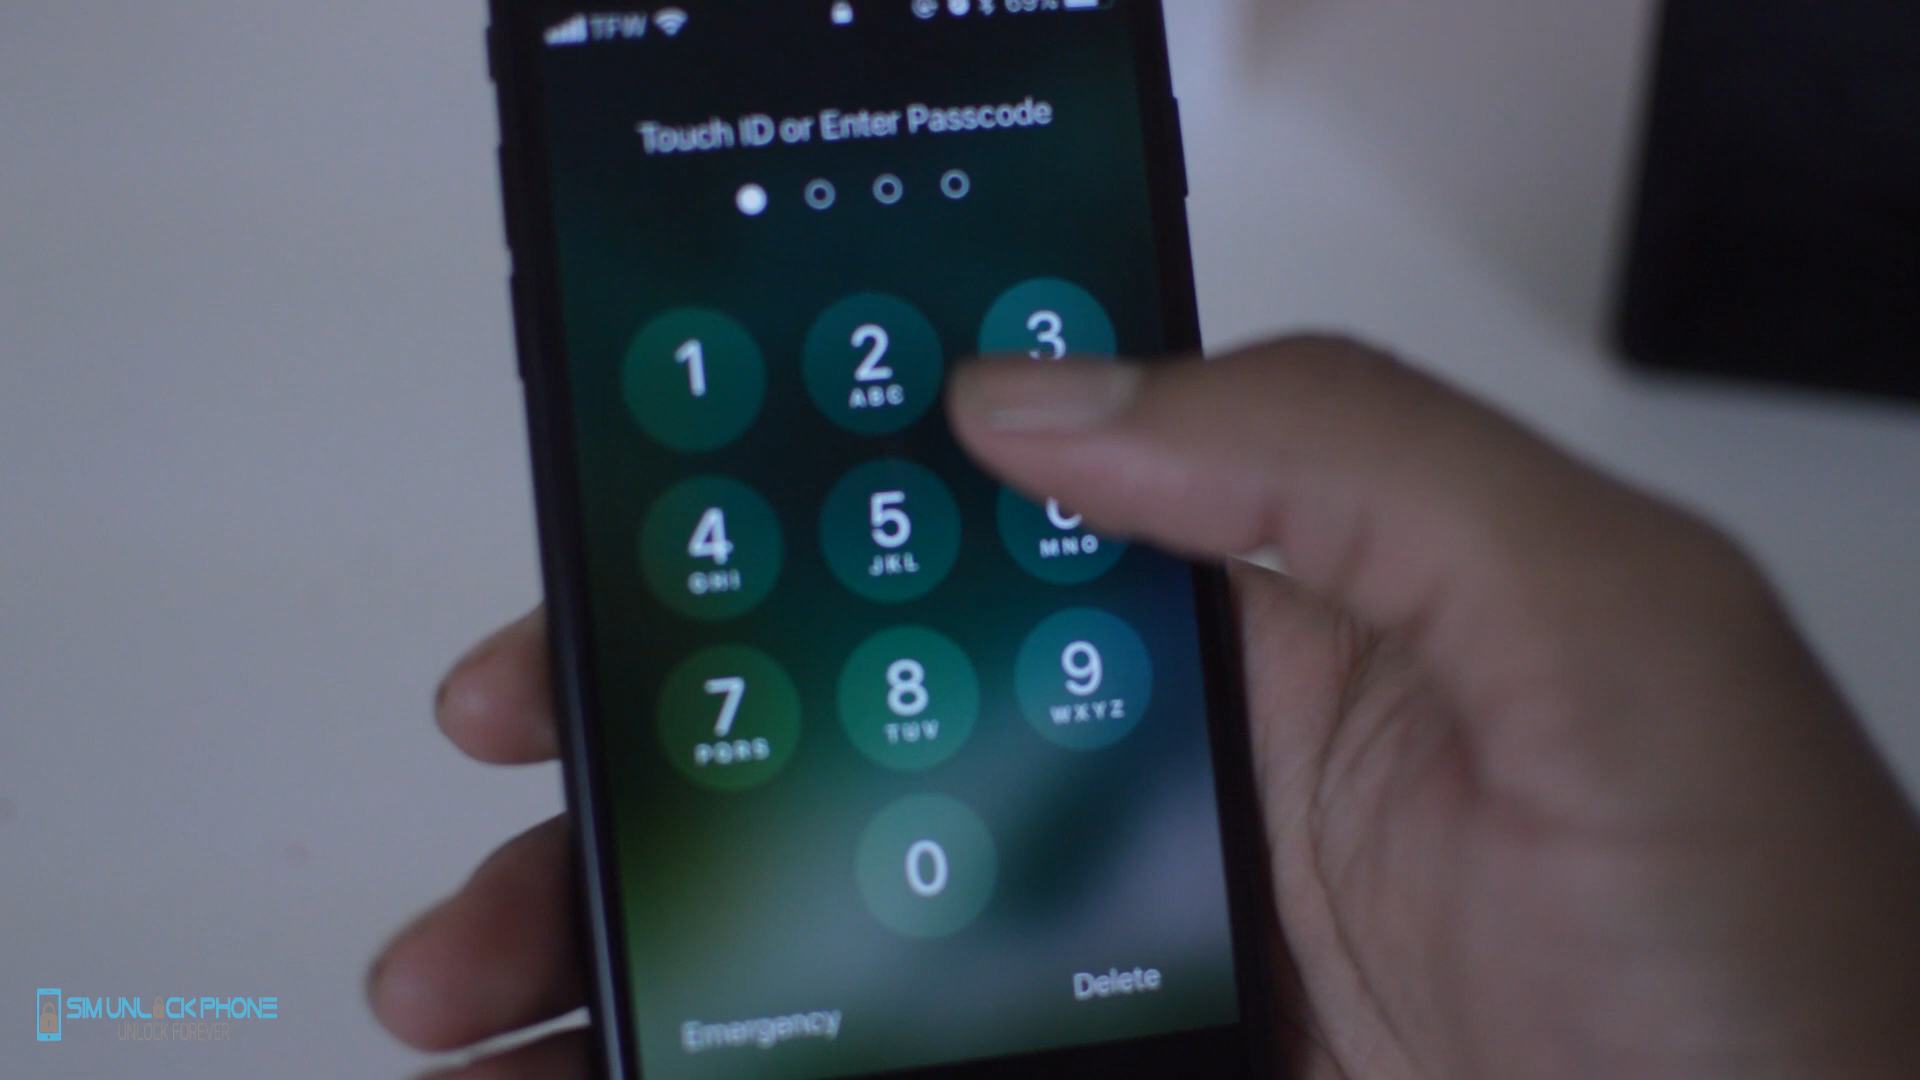 TFW 69%
Touch ID or Enter Passcode
1 2 3
ABC
4 5
GHI JKL MNO
7 8 9
PQRS TUV WXYZ
0
Emergency Delete
SIM UNLOCK PHONE
UNLOCK FOREVER